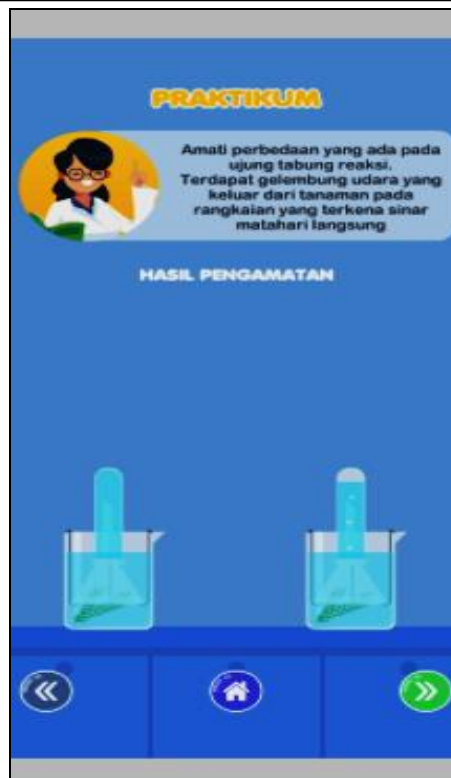 PRAKTIKUM
Amati perbedaan yang ada pada
ujung tabung reaksi.
Terdapat gelembung udara yang
keluar dari tanaman pada
rangkaian yang terkena sinar
matahari langsung
HASIL PENGAMATAN